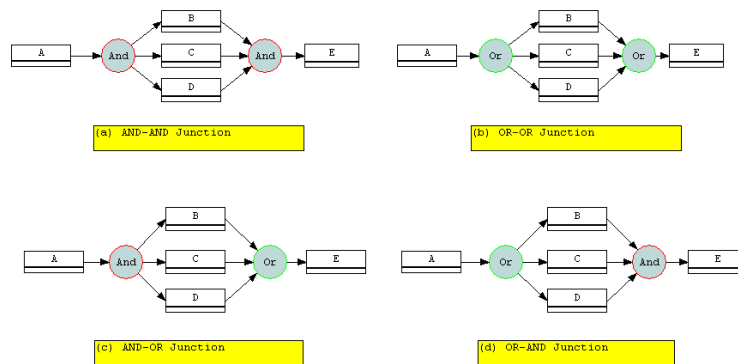 B
A And C And E
D
(a) AND-AND Junction
B
A Or C Or E
D
(b) OR-OR Junction
B
A And C Or E
D
(c) AND-OR Junction
B
A Or C And E
D
(d) OR-AND Junction